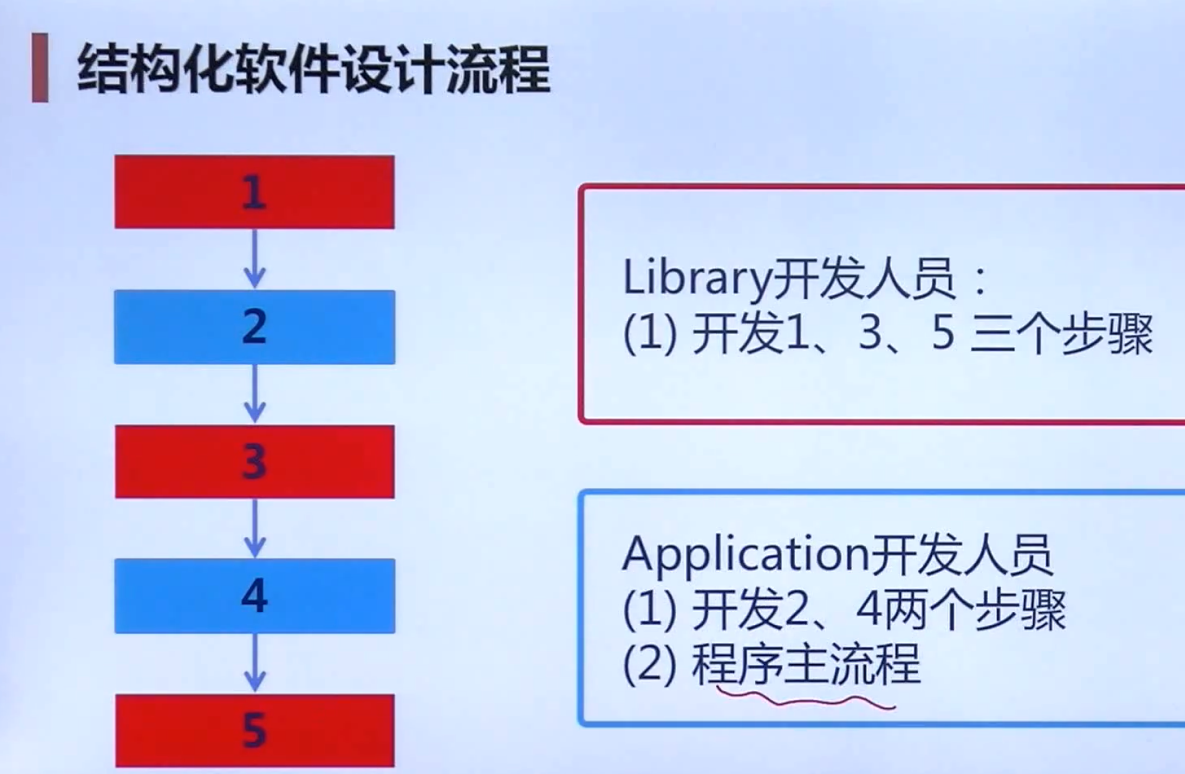 结构化软件设计流程
1
2
3
4
5
Library开发人员：
(1) 开发1、3、5 三个步骤
Application开发人员
(1) 开发2、4两个步骤
(2) 程序主流程